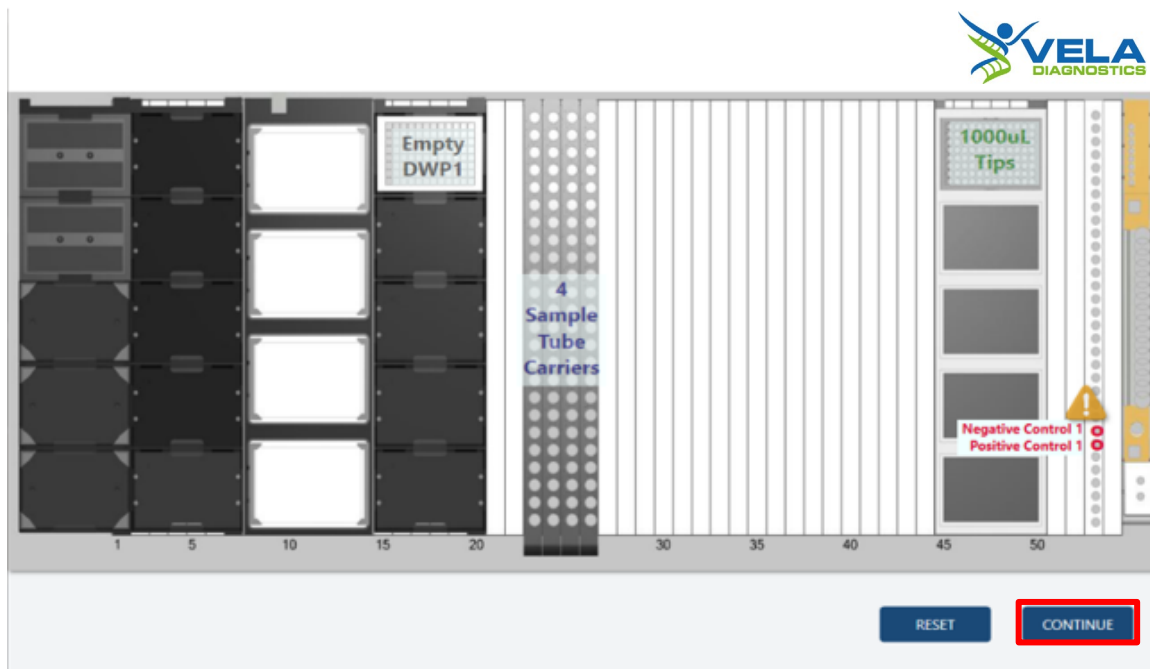 VELA
DIAGNOSTICS
Empty
DWP1
1000uL
Tips
4
Sample
Tube
Carriers
Negative Control 1
Positive Control 1
1 5 10 15 20 30 35 40 45 50
RESET CONTINUE